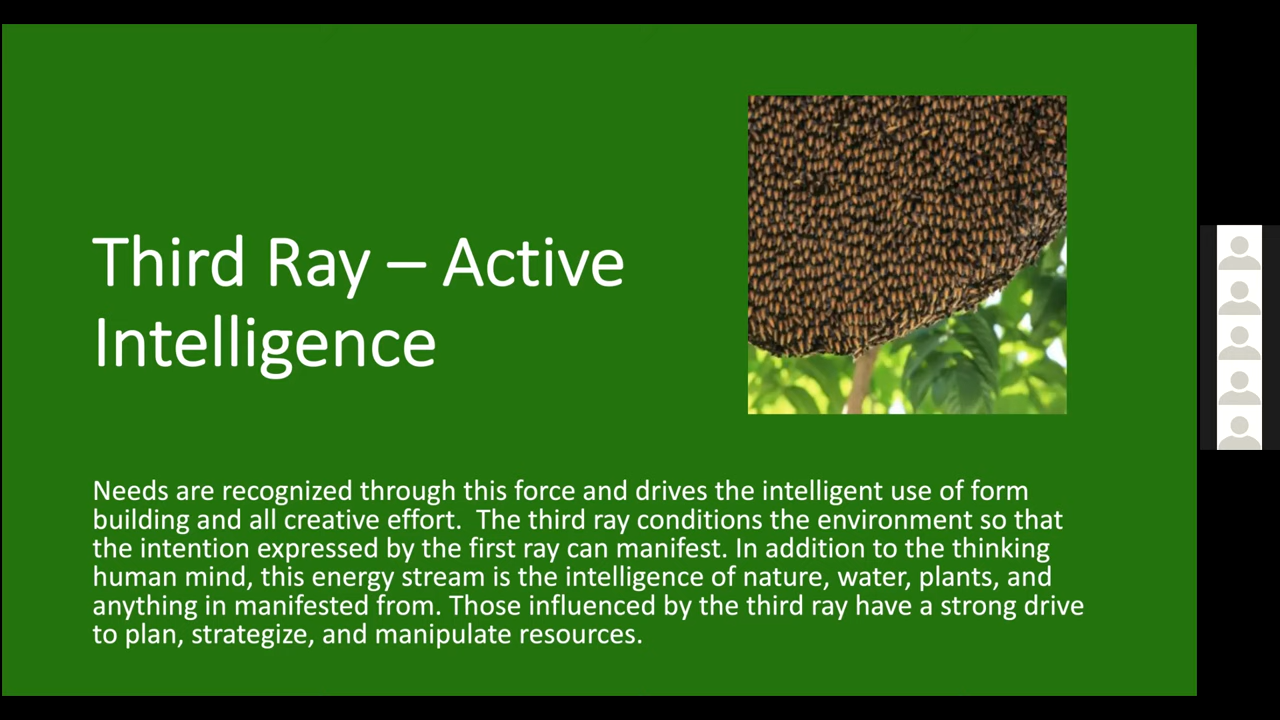 Third Ray – Active
Intelligence
Needs are recognized through this force and drives the intelligent use of form
building and all creative effort.  The third ray conditions the environment so that
the intention expressed by the first ray can manifest. In addition to the thinking
human mind, this energy stream is the intelligence of nature, water, plants, and
anything in manifested from. Those influenced by the third ray have a strong drive
to plan, strategize, and manipulate resources.